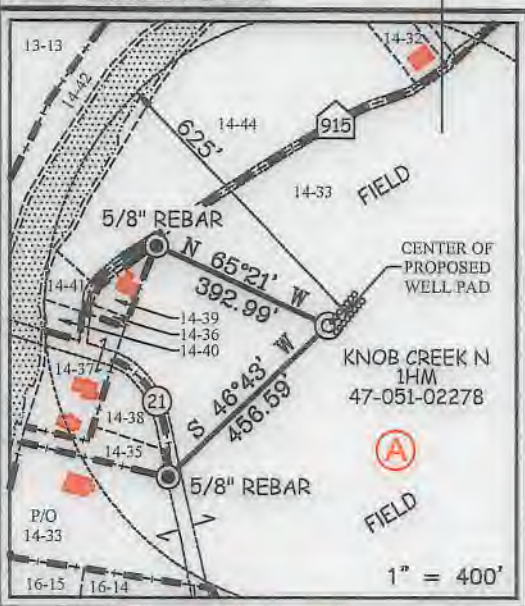 13-13
14-42
14-32
14-44
625'
915
14-33
FIELD
5/8" REBAR
N 65°21' W
392.99'
CENTER OF
PROPOSED
WELL PAD
14-41
14-39
14-36
14-40
KNOB CREEK N
1HM
47-051-02278
14-37
21
14-38
S 46°43' W
456.59'
A
14-35
5/8" REBAR
P/O
14-33
FIELD
16-15
16-14
1" = 400'